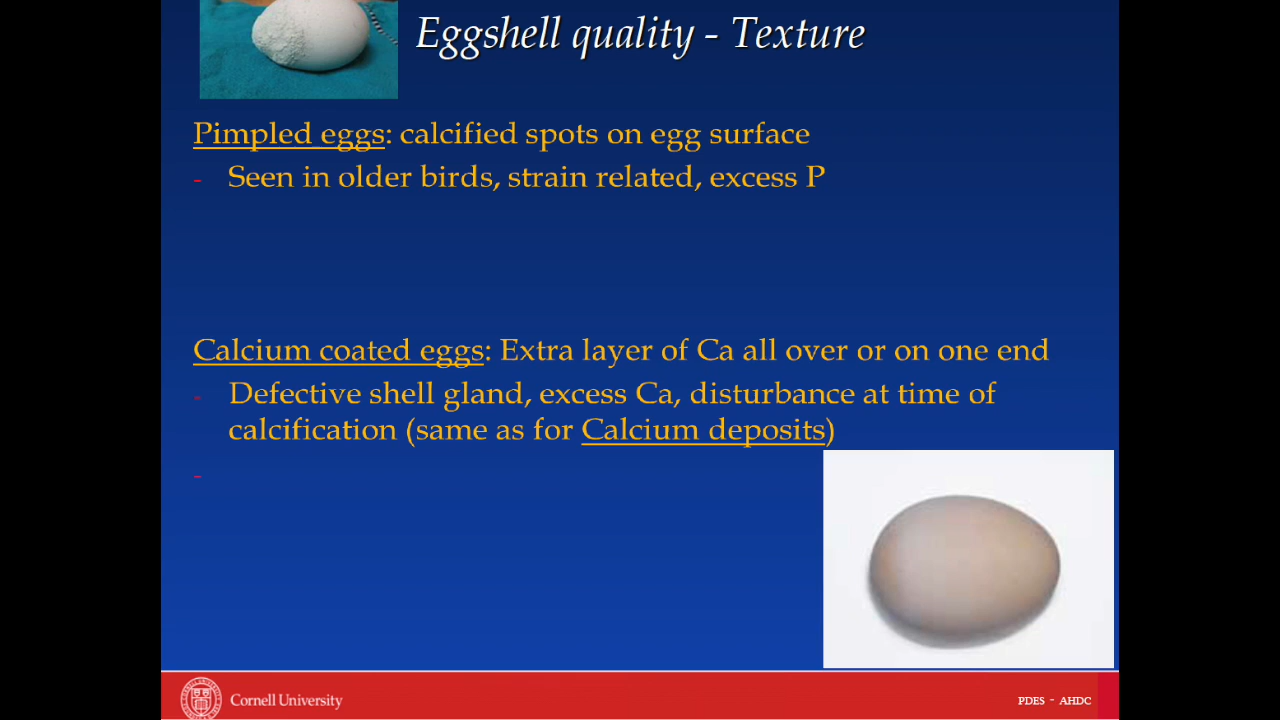 Eggshell quality - Texture
Pimpled eggs: calcified spots on egg surface
- Seen in older birds, strain related, excess P
Calcium coated eggs: Extra layer of Ca all over or on one end
- Defective shell gland, excess Ca, disturbance at time of
calcification (same as for Calcium deposits)
-
Cornell University
PDES - AHDC